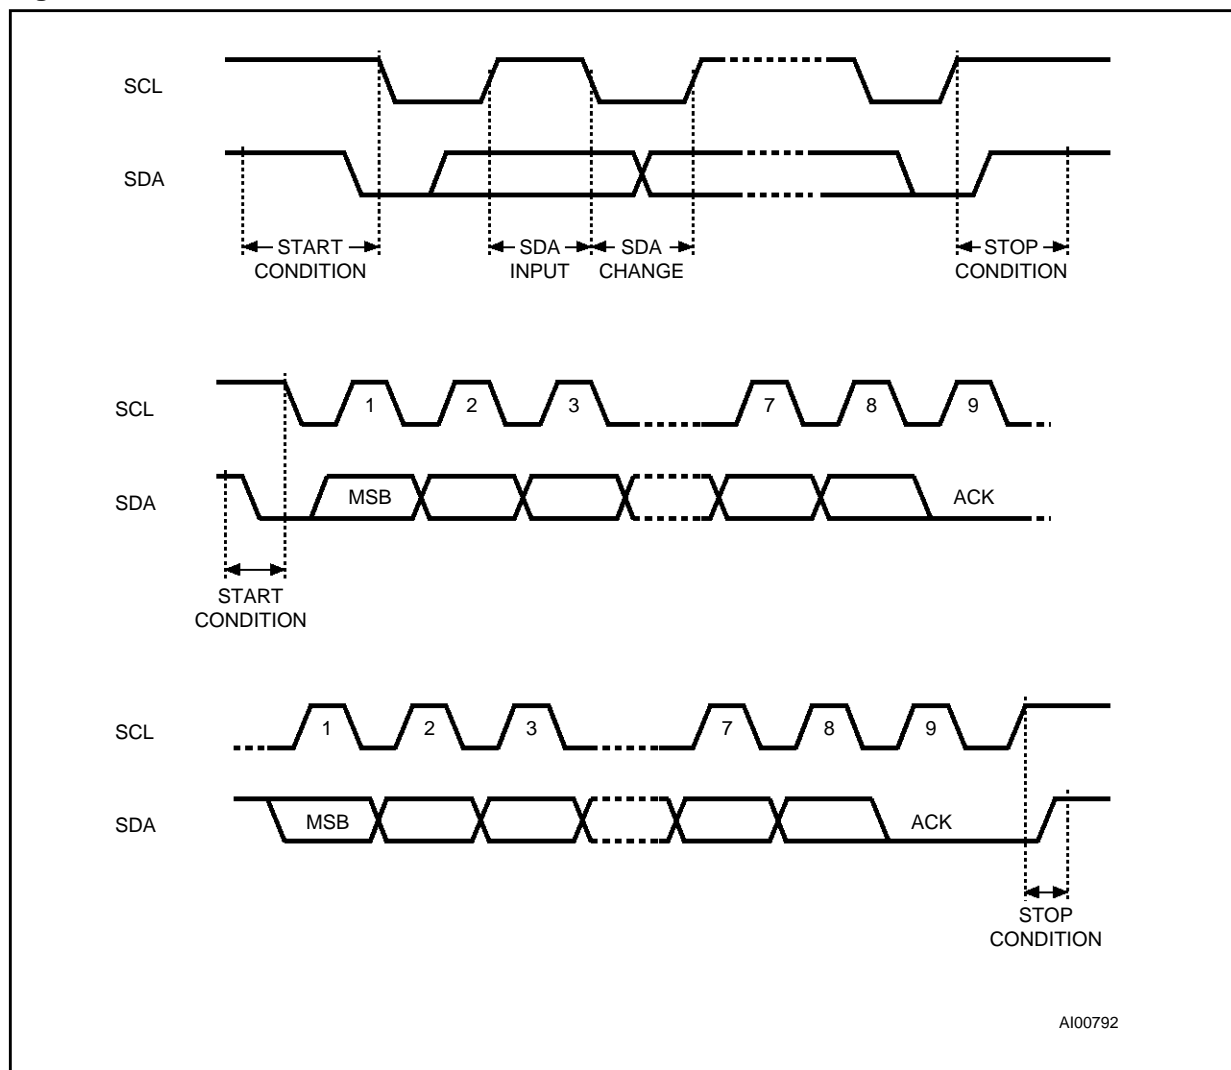 SCL
SDA
START
CONDITION
SDA
INPUT
SDA
CHANGE
STOP
CONDITION
SCL
1 2 3 7 8 9
SDA
MSB ACK
START
CONDITION
SCL
1 2 3 7 8 9
SDA
MSB ACK
STOP
CONDITION
AI00792